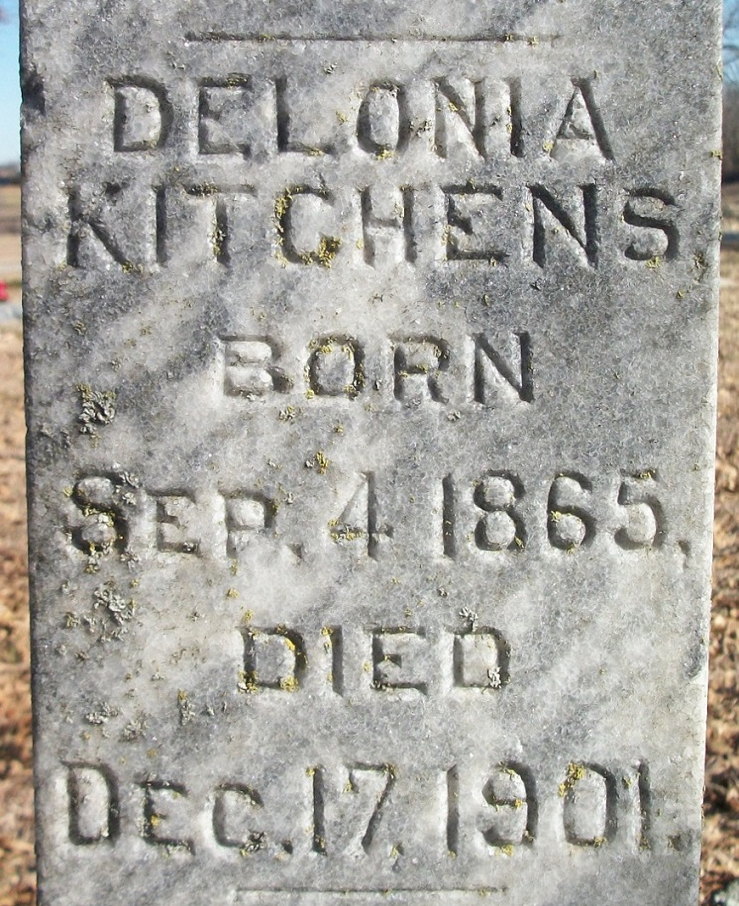 DELONIA
KITCHENS
BORN
SEP. 4 1865,
DIED
DEC. 17, 1901.